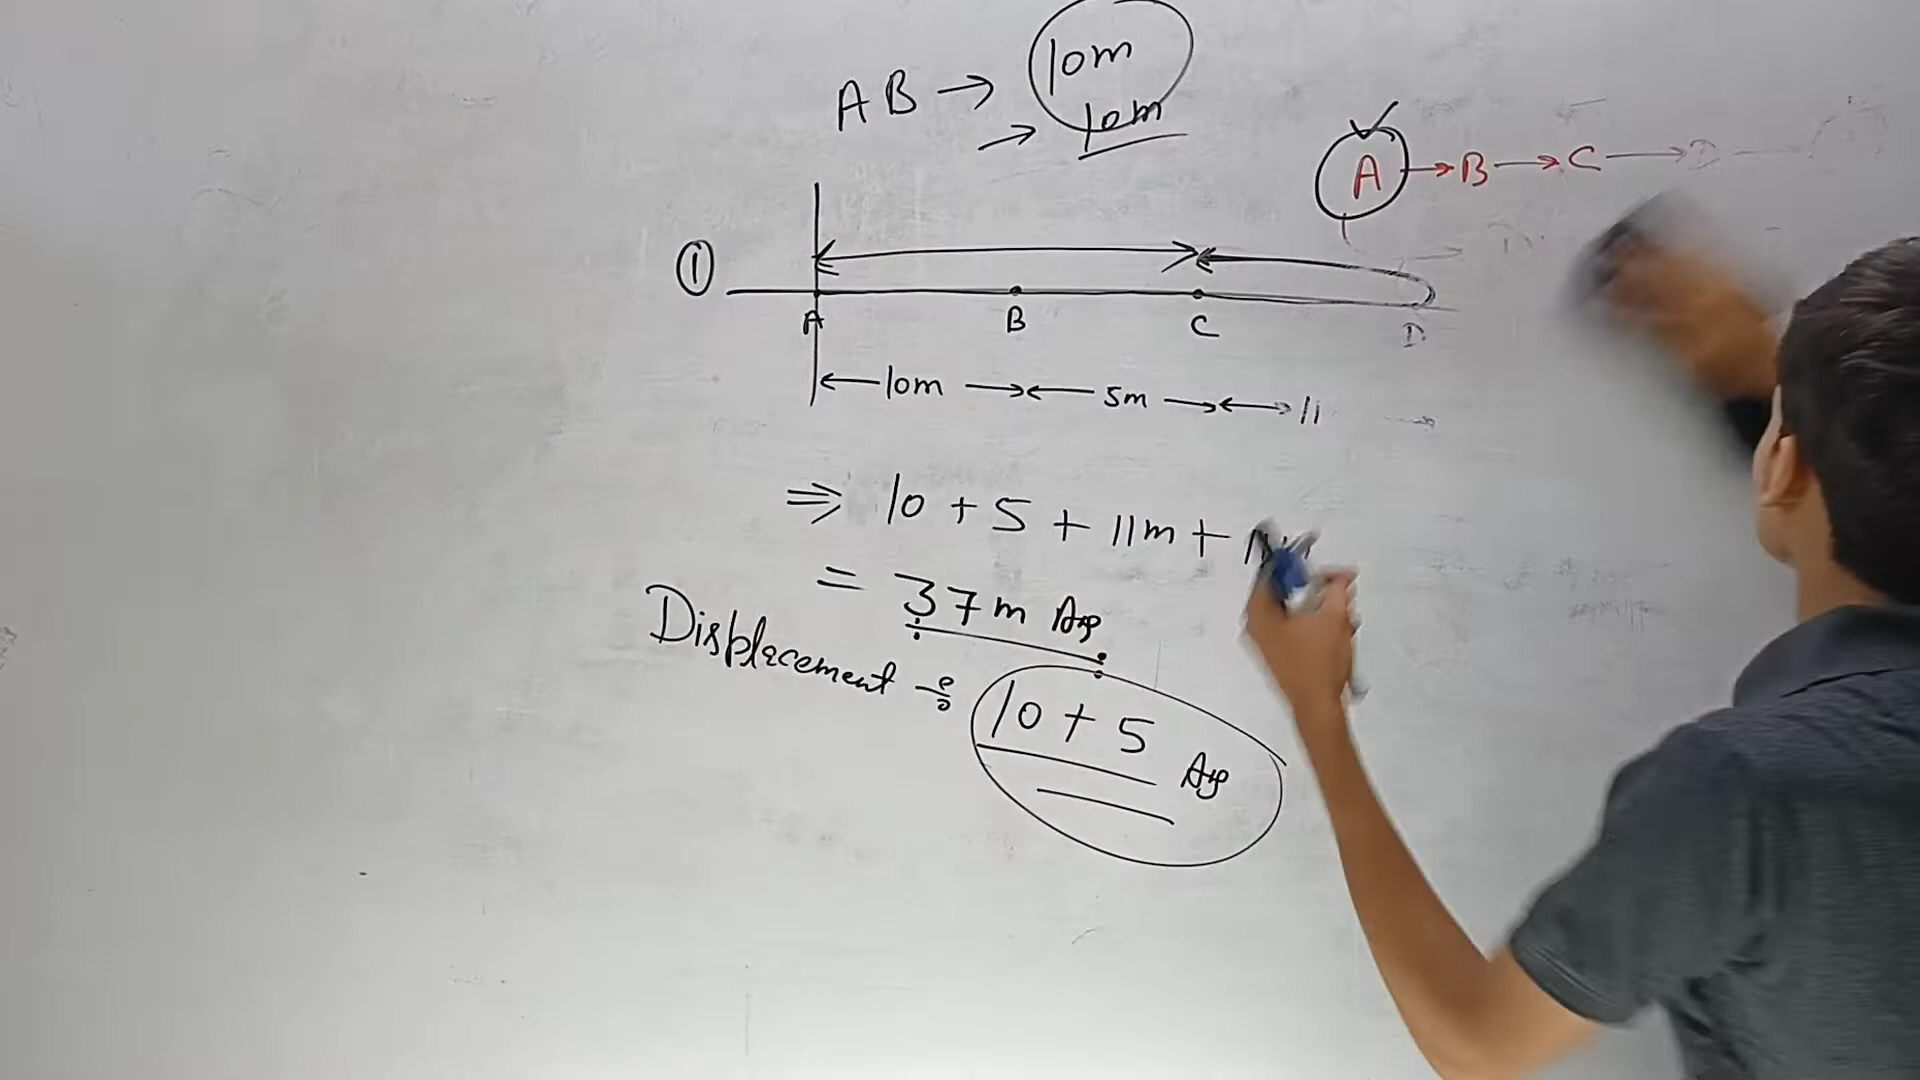 AB → 10m
→ 10m
A → B → C → D
①
A B C D
10m 5m 11
⇒ 10 + 5 + 11m +
= 37m Ans
Displacement ÷ 10 + 5 Ans